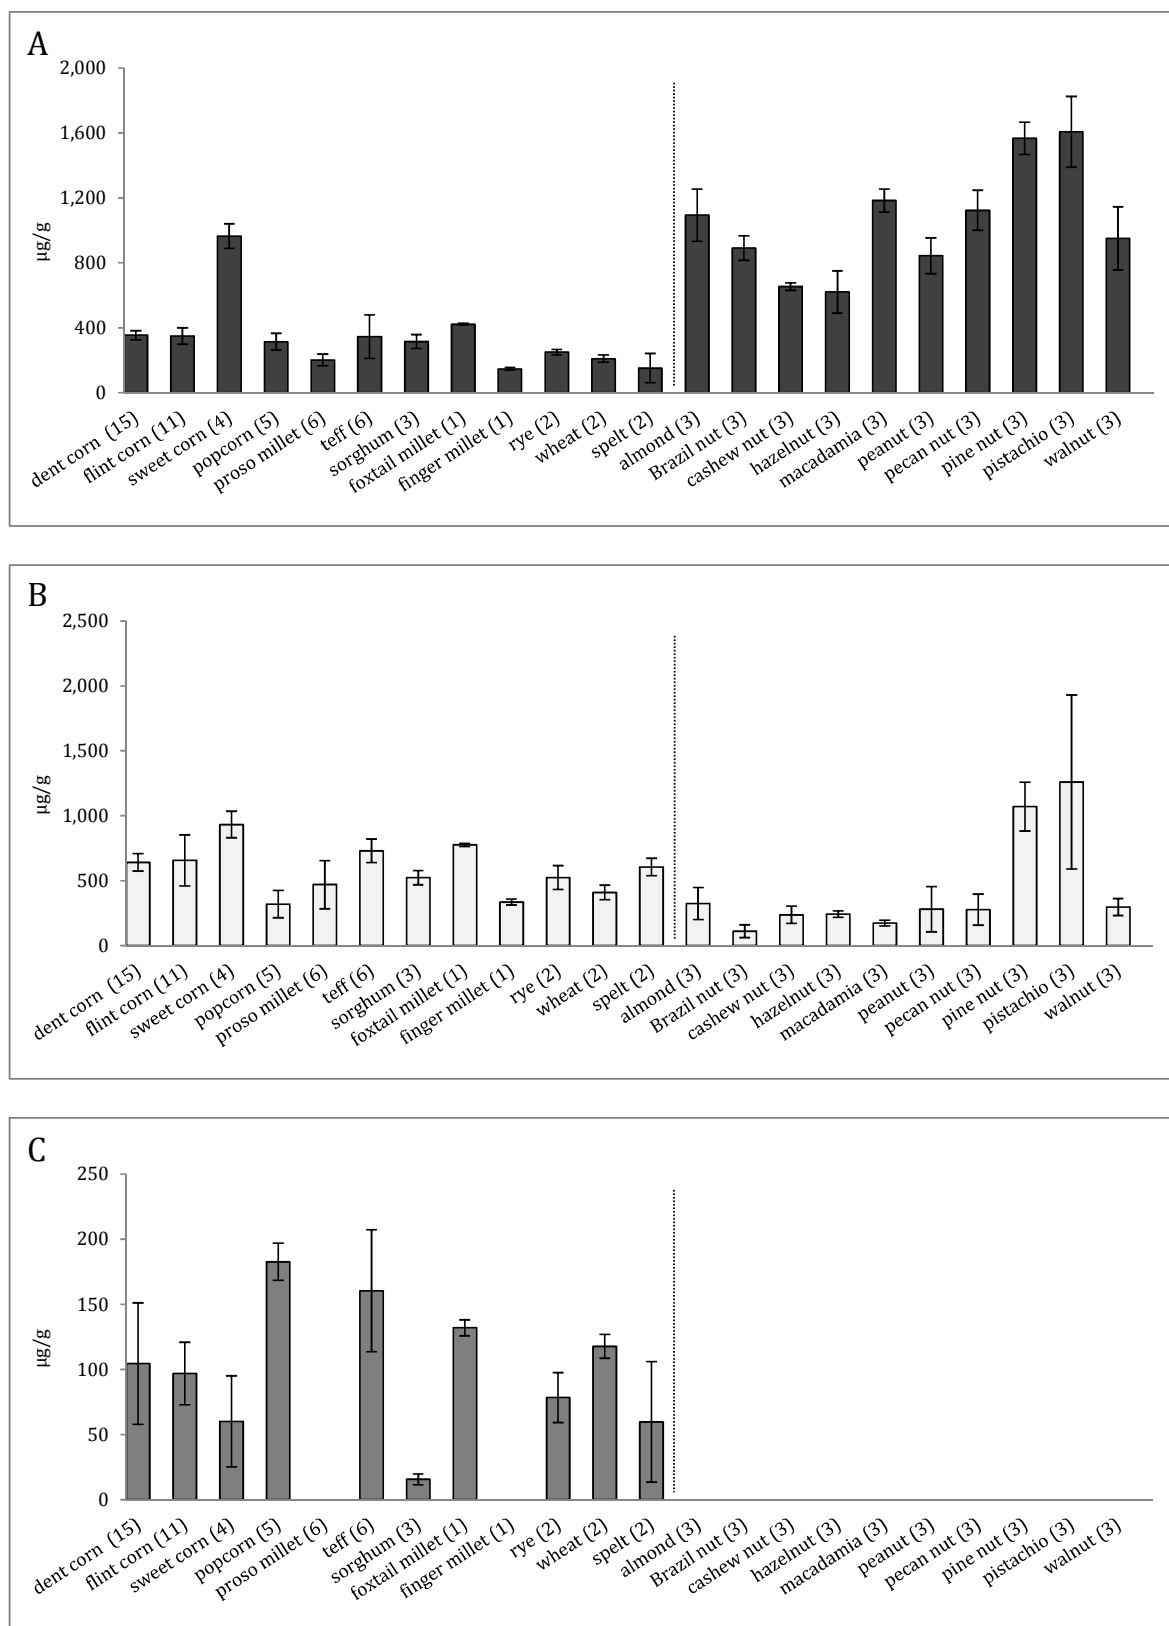 A
2,000
1,600
1,200
800
400
0
µg/g
dent corn (15)
flint corn (11)
sweet corn (4)
popcorn (5)
proso millet (6)
teff (6)
sorghum (3)
foxtail millet (1)
finger millet (1)
rye (2)
wheat (2)
spelt (2)
almond (3)
Brazil nut (3)
cashew nut (3)
hazelnut (3)
macadamia (3)
peanut (3)
pecan nut (3)
pine nut (3)
pistachio (3)
walnut (3)
B
2,500
2,000
1,500
1,000
500
0
µg/g
dent corn (15)
flint corn (11)
sweet corn (4)
popcorn (5)
proso millet (6)
teff (6)
sorghum (3)
foxtail millet (1)
finger millet (1)
rye (2)
wheat (2)
spelt (2)
almond (3)
Brazil nut (3)
cashew nut (3)
hazelnut (3)
macadamia (3)
peanut (3)
pecan nut (3)
pine nut (3)
pistachio (3)
walnut (3)
C
250
200
150
100
50
0
µg/g
dent corn (15)
flint corn (11)
sweet corn (4)
popcorn (5)
proso millet (6)
teff (6)
sorghum (3)
foxtail millet (1)
finger millet (1)
rye (2)
wheat (2)
spelt (2)
almond (3)
Brazil nut (3)
cashew nut (3)
hazelnut (3)
macadamia (3)
peanut (3)
pecan nut (3)
pine nut (3)
pistachio (3)
walnut (3)